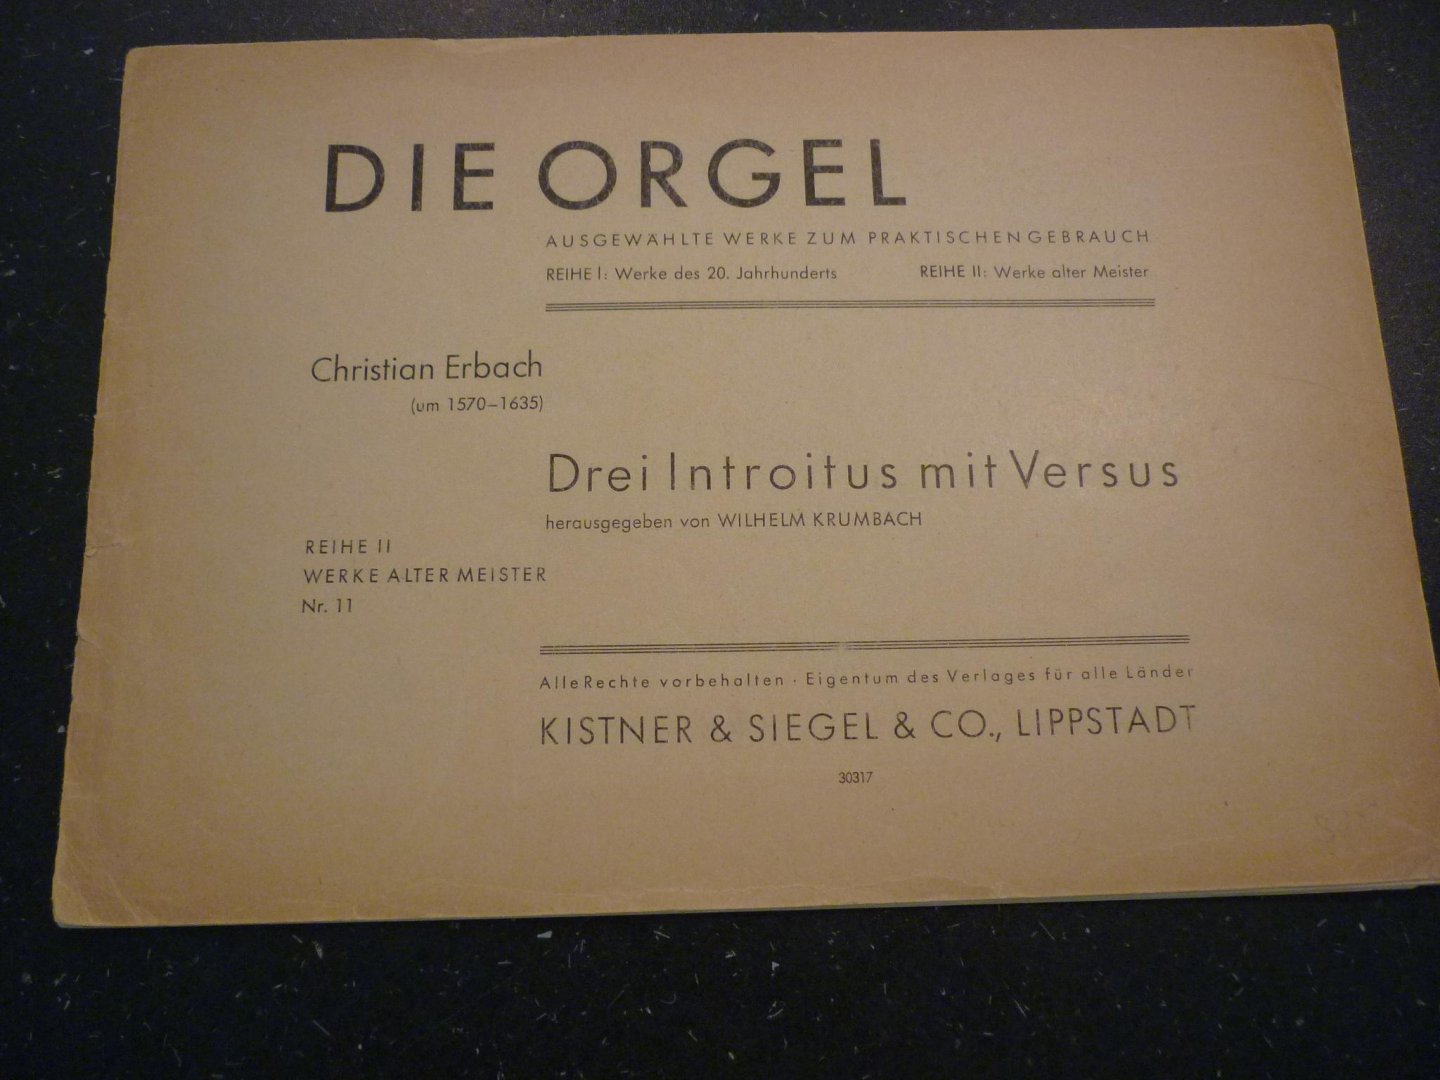 DIE ORGEL
AUSGEWÄHLTE WERKE ZUM PRAKTISCHEN GEBRAUCH
REIHE I: Werke des 20. Jahrhunderts REIHE II: Werke alter Meister
Christian Erbach
(um 1570–1635)
Drei Introitus mit Versus
herausgegeben von WILHELM KRUMBACH
REIHE II
WERKE ALTER MEISTER
Nr. 11
Alle Rechte vorbehalten · Eigentum des Verlages für alle Länder
KISTNER & SIEGEL & CO., LIPPSTADT
30317